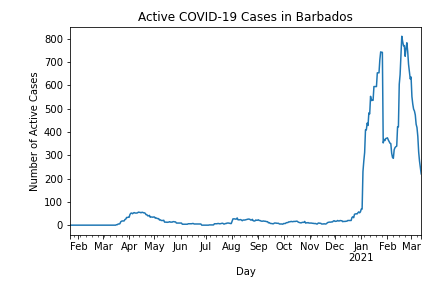 Active COVID-19 Cases in Barbados
Number of Active Cases
800
700
600
500
400
300
200
100
0
Feb Mar Apr May Jun Jul Aug Sep Oct Nov Dec Jan Feb Mar
2021
Day